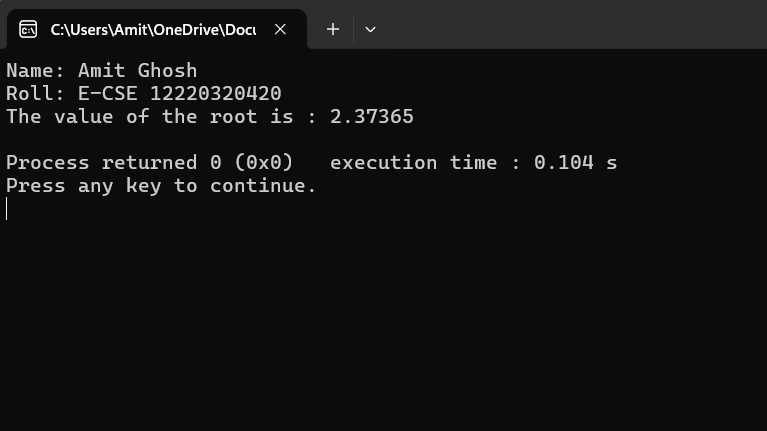 C:\Users\Amit\OneDrive\Docu
Name: Amit Ghosh
Roll: E-CSE 12220320420
The value of the root is : 2.37365
Process returned 0 (0x0)   execution time : 0.104 s
Press any key to continue.